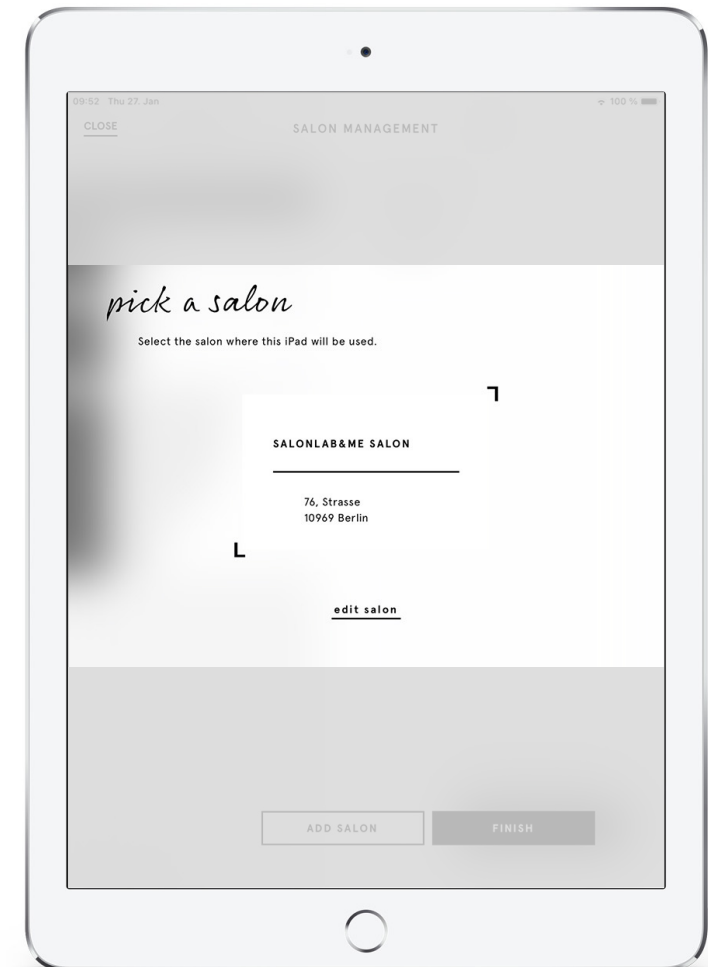 09:52 Thu 27. Jan 100 %
CLOSE SALON MANAGEMENT
pick a salon
Select the salon where this iPad will be used.
SALONLAB&ME SALON
76, Strasse
10969 Berlin
edit salon
ADD SALON FINISH